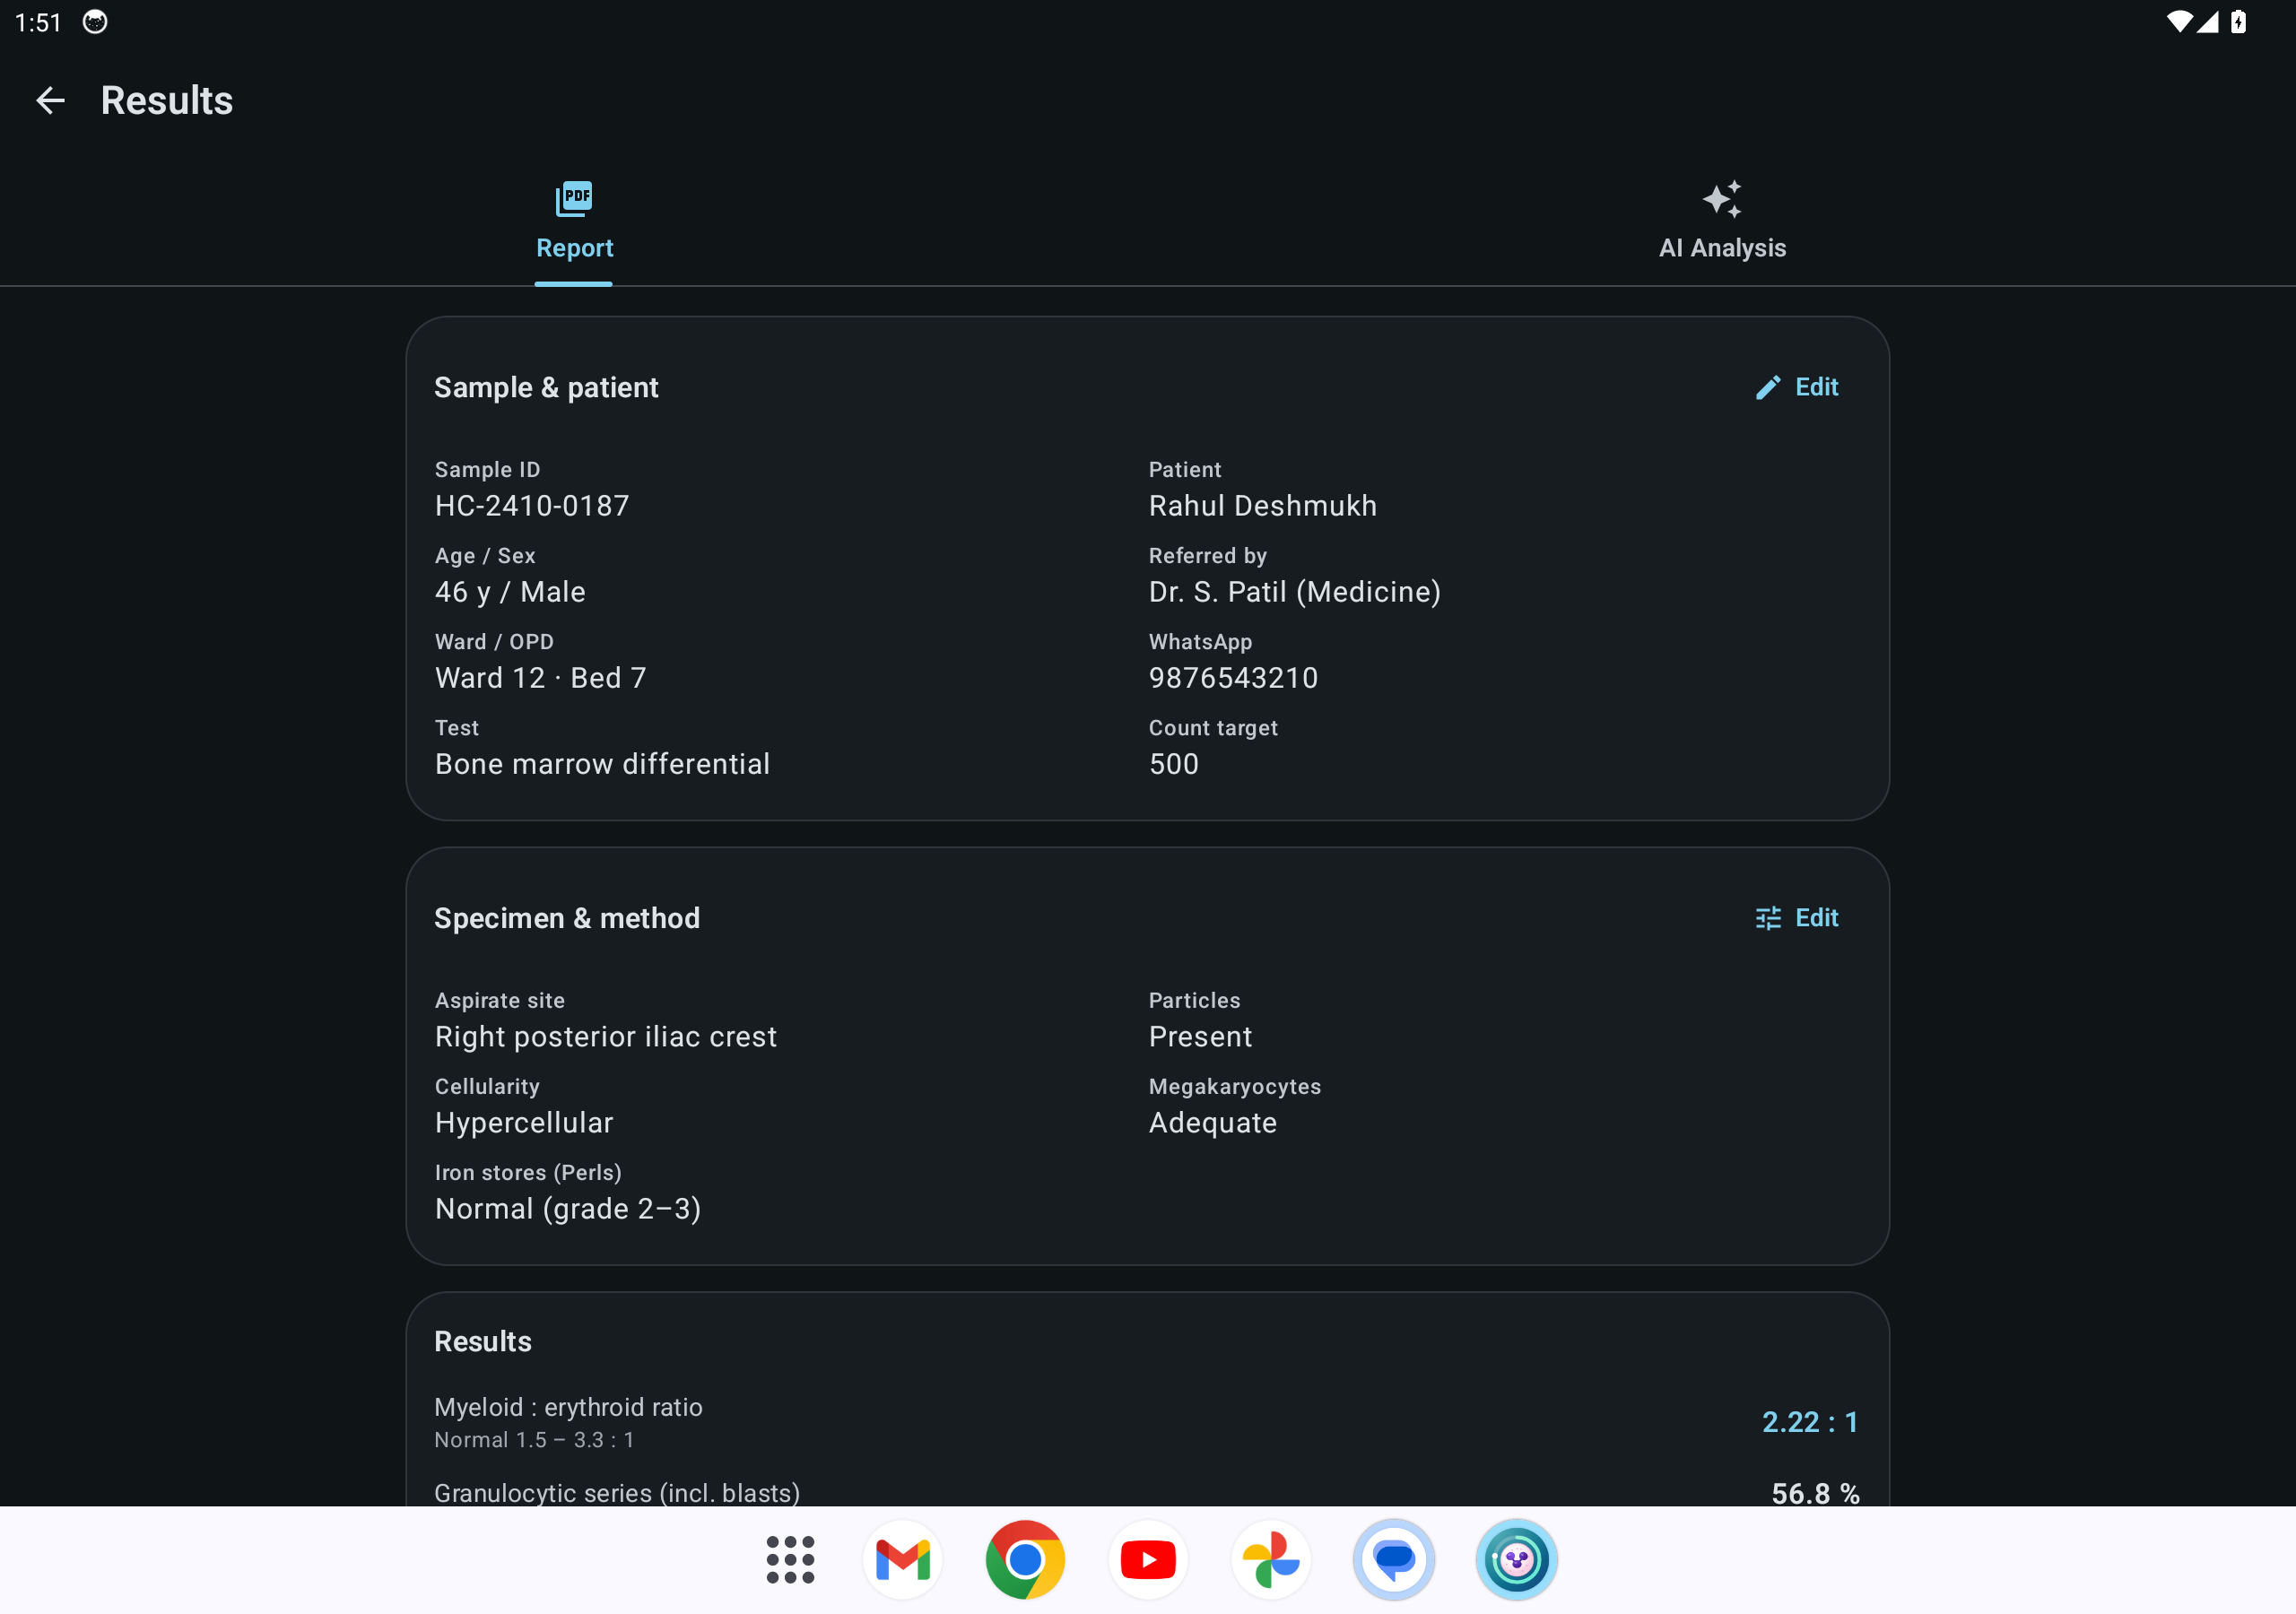 1:51
Results
PDF
Report
AI Analysis
Sample & patient
Edit
Sample ID
HC-2410-0187
Patient
Rahul Deshmukh
Age / Sex
46 y / Male
Referred by
Dr. S. Patil (Medicine)
Ward / OPD
Ward 12 · Bed 7
WhatsApp
9876543210
Test
Bone marrow differential
Count target
500
Specimen & method
Edit
Aspirate site
Right posterior iliac crest
Particles
Present
Cellularity
Hypercellular
Megakaryocytes
Adequate
Iron stores (Perls)
Normal (grade 2–3)
Results
Myeloid : erythroid ratio
Normal 1.5 – 3.3 : 1
2.22 : 1
Granulocytic series (incl. blasts)
56.8 %